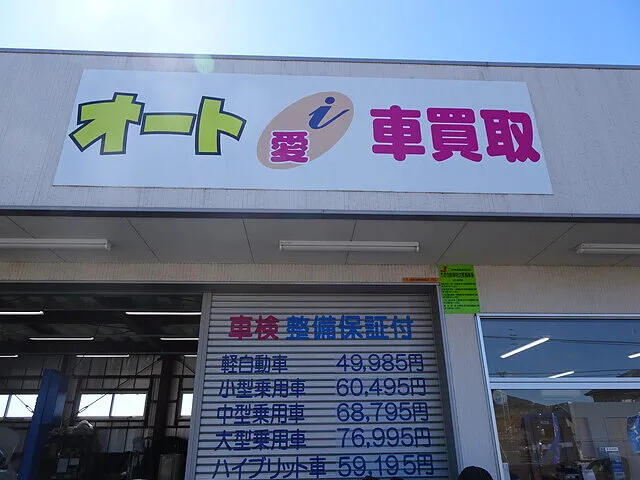 オート 愛 i 車買取
車検 整備保証付
軽自動車 49,985円
小型乗用車 60,495円
中型乗用車 68,795円
大型乗用車 76,995円
ハイブリット車 59,195円